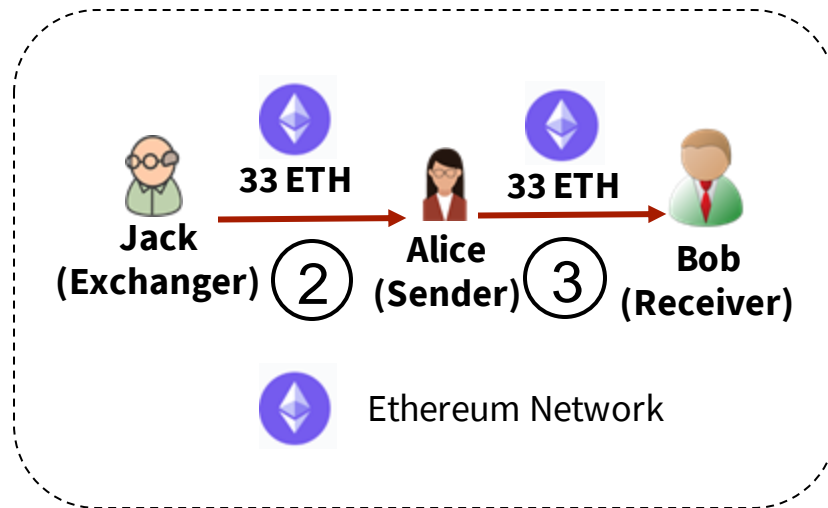 33 ETH
33 ETH
Jack
(Exchanger)
2
Alice
(Sender)
3
Bob
(Receiver)
Ethereum Network